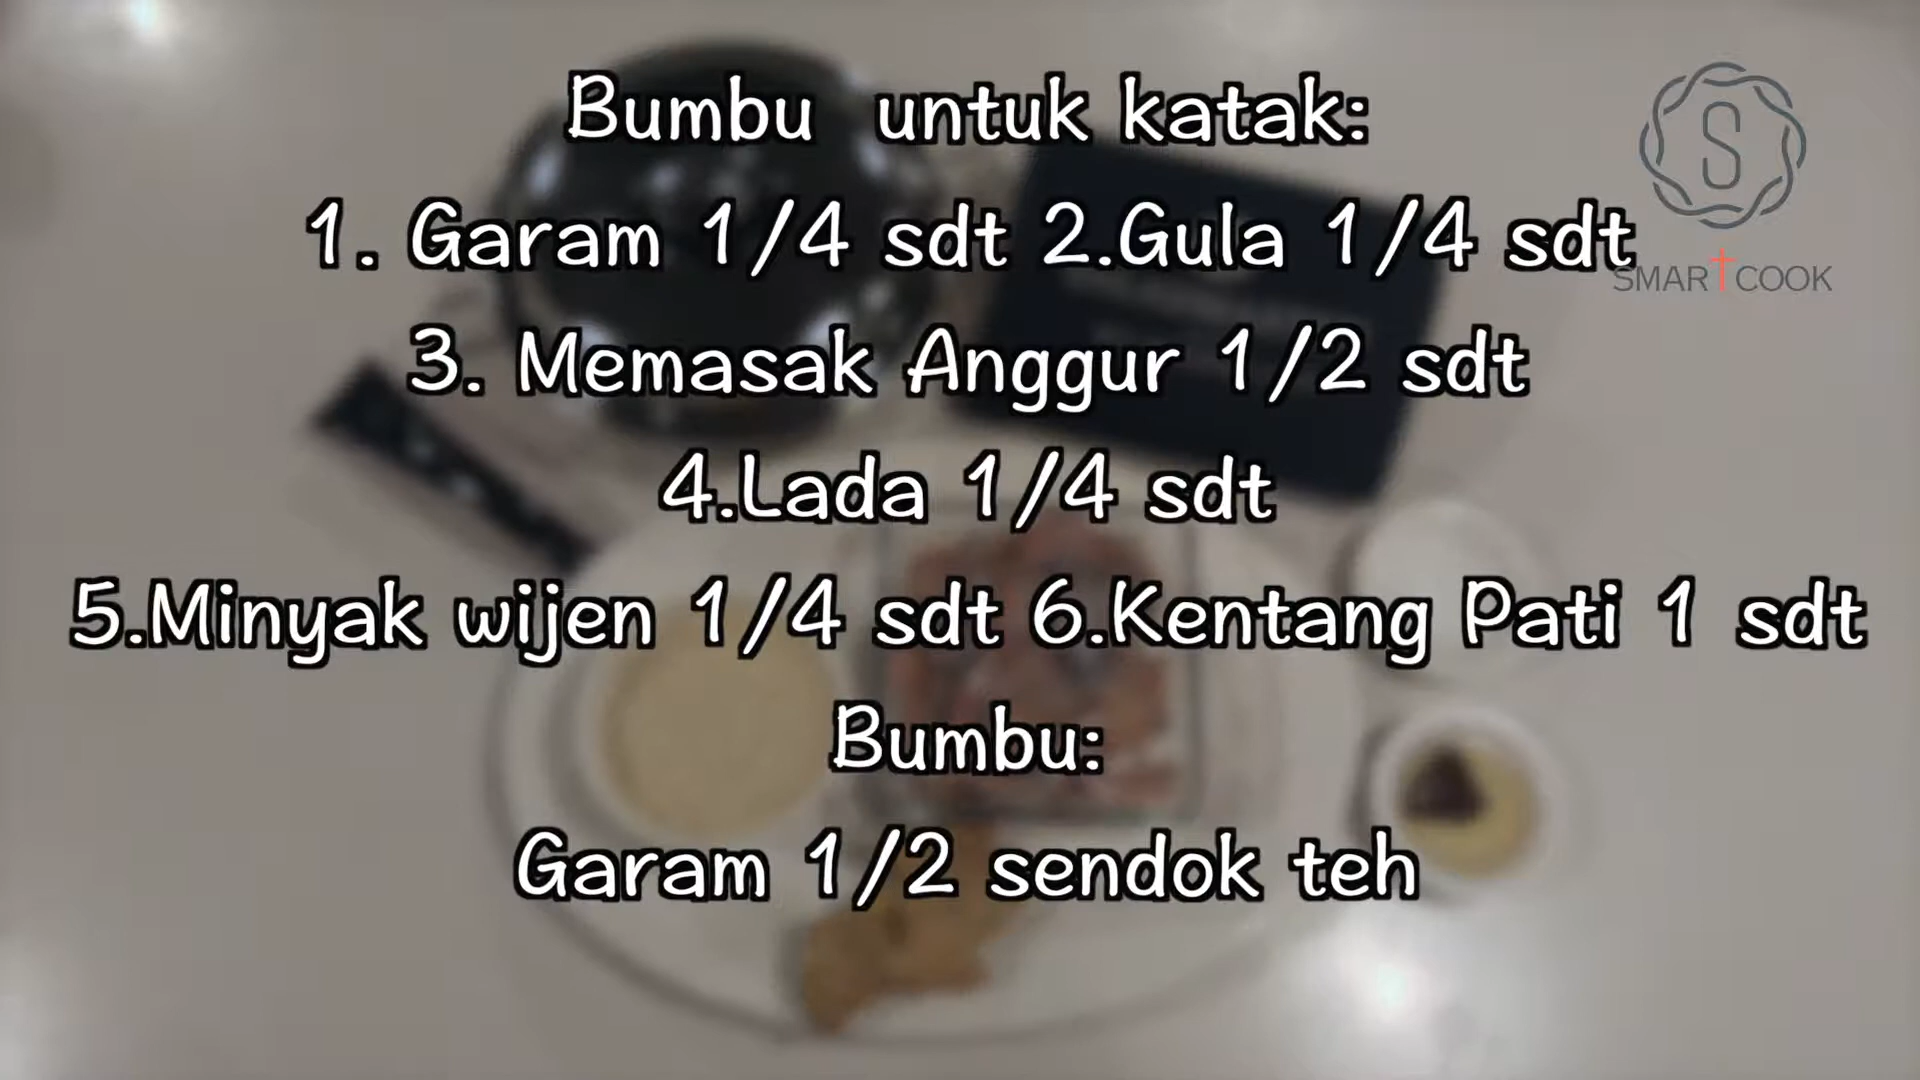 Bumbu untuk katak:
1. Garam 1/4 sdt 2.Gula 1/4 sdt
3. Memasak Anggur 1/2 sdt
4.Lada 1/4 sdt
5.Minyak wijen 1/4 sdt 6.Kentang Pati 1 sdt
Bumbu:
Garam 1/2 sendok teh
S
SMARTCOOK